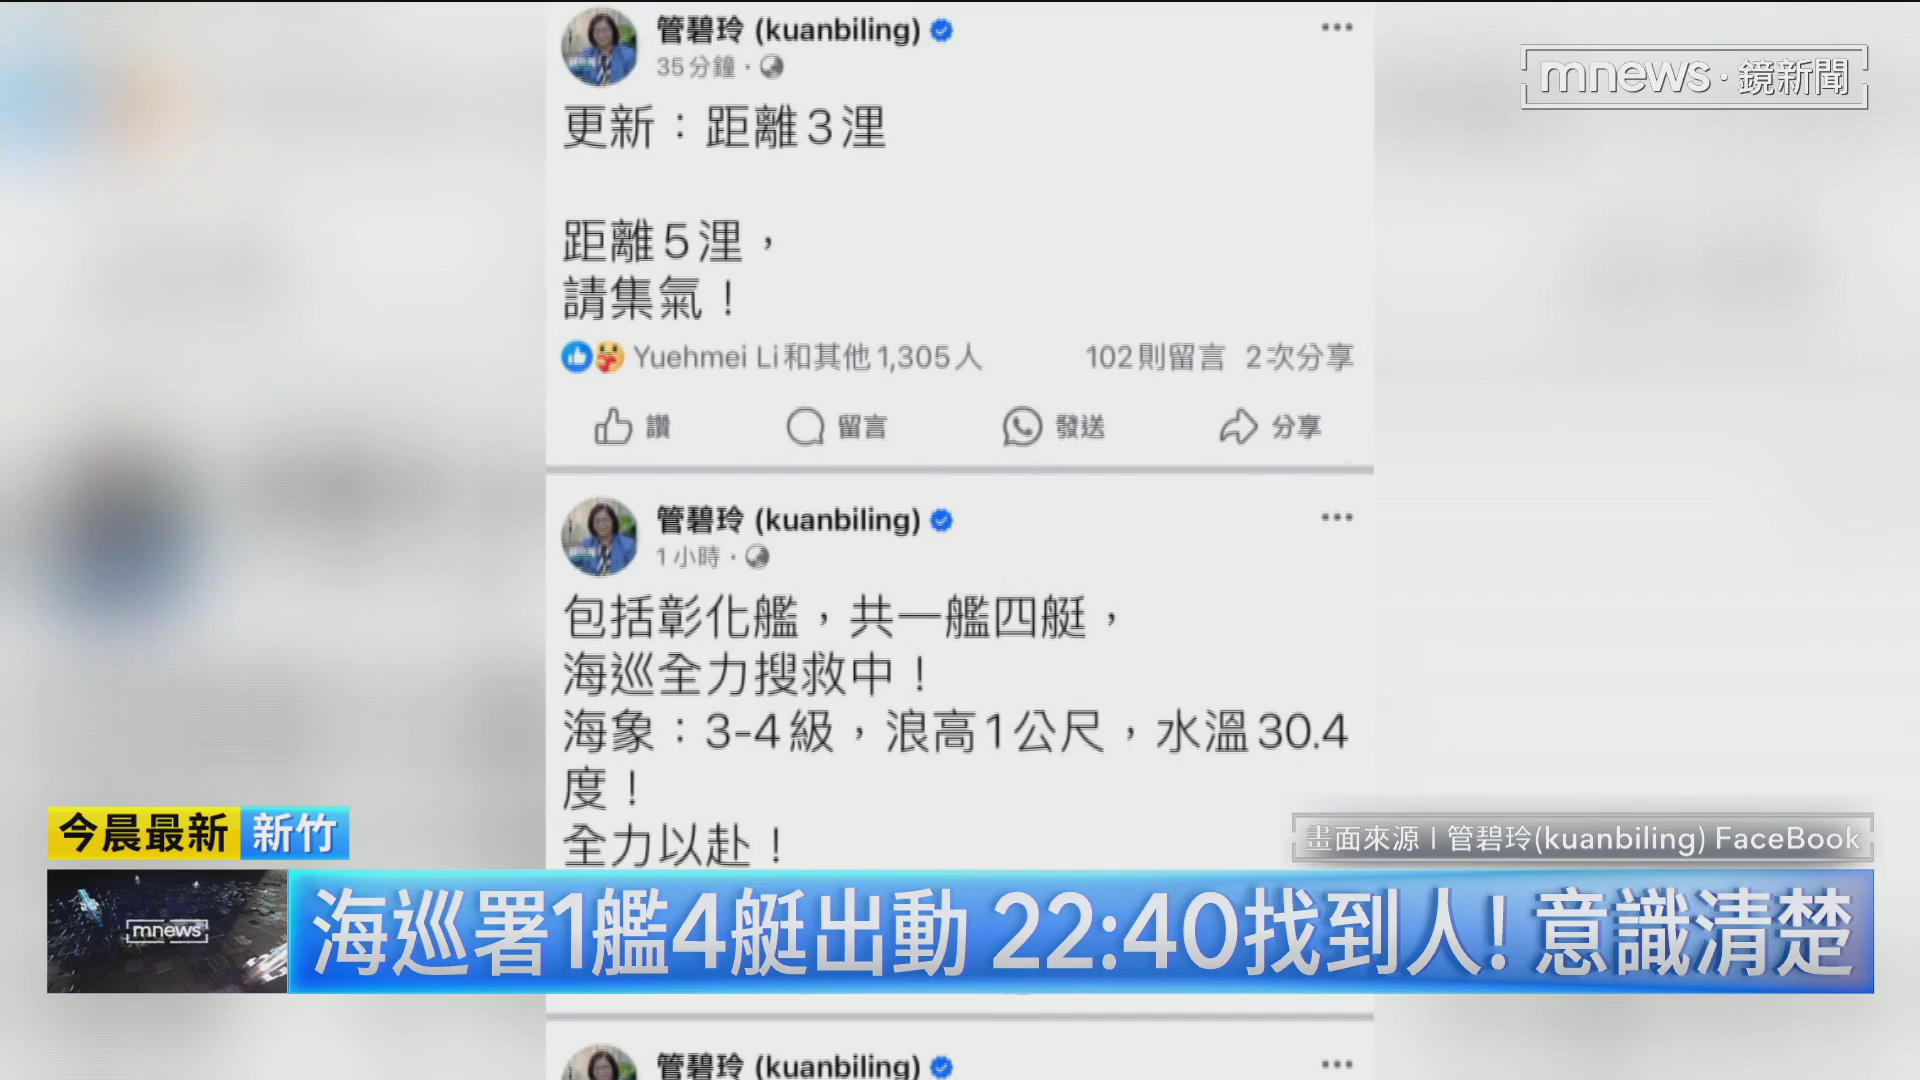 管碧玲 (kuanbiling)
35分鐘·
更新：距離3浬
距離5浬，
請集氣！
Yuehmei Li和其他1,305人 102則留言 2次分享
讚 留言 發送 分享
管碧玲 (kuanbiling)
1小時·
包括彰化艦，共一艦四艇，
海巡全力搜救中！
海象：3-4級，浪高1公尺，水溫30.4
度！
全力以赴！
管碧玲 (kuanbiling)
mnews·鏡新聞
今晨最新 新竹
畫面來源｜管碧玲(kuanbiling) FaceBook
mnews
海巡署1艦4艇出動 22:40找到人! 意識清楚